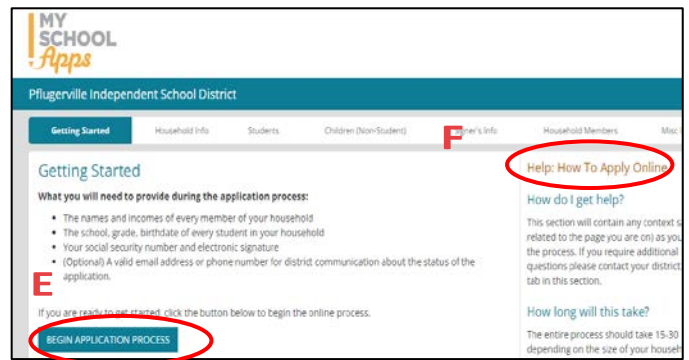 MY
SCHOOL
Apps
Pflugerville Independent School District
Getting Started Household Info Students Children (Non-Student) Signer's Info Household Members Misc
F
Getting Started
What you will need to provide during the application process:
• The names and incomes of every member of your household
• The school, grade, birthdate of every student in your household
• Your social security number and electronic signature
• (Optional) A valid email address or phone number for district communication about the status of the
application.
E
If you are ready to get started, click the button below to begin the online process.
BEGIN APPLICATION PROCESS
Help: How To Apply Online
How do I get help?
This section will contain any context
related to the page you are on) as you
the process. If you require additional
questions please contact your district
tab in this section.
How long will this take?
The entire process should take 15-30
depending on the size of your